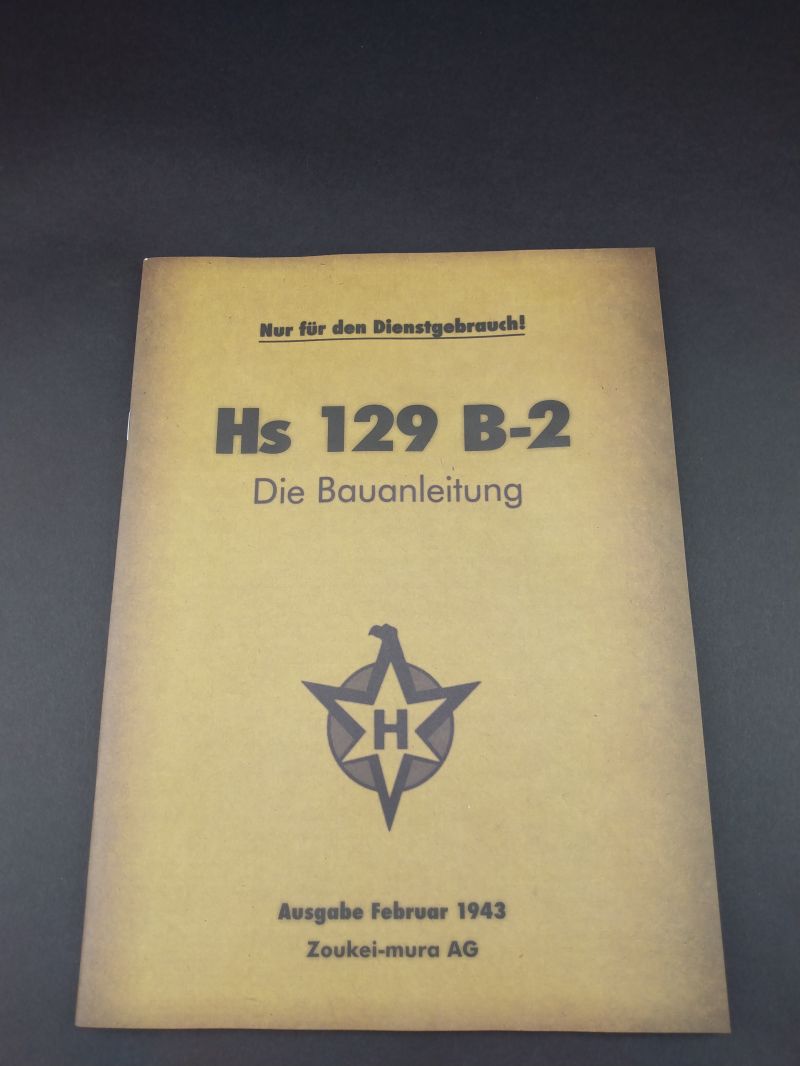 Nur für den Dienstgebrauch!
Hs 129 B-2
Die Bauanleitung
H
Ausgabe Februar 1943
Zoukei-mura AG